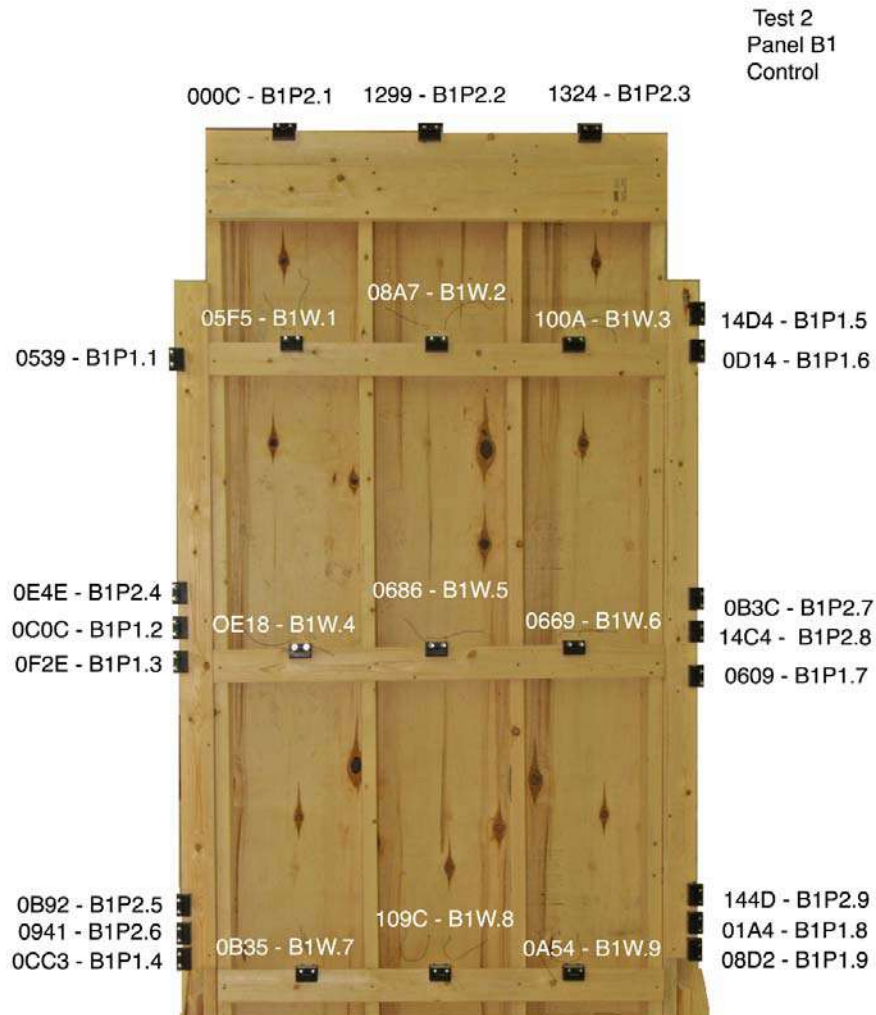 Test 2
Panel B1
Control
000C - B1P2.1
1299 - B1P2.2
1324 - B1P2.3
08A7 - B1W.2
05F5 - B1W.1
100A - B1W.3
14D4 - B1P1.5
0539 - B1P1.1
0D14 - B1P1.6
0E4E - B1P2.4
0686 - B1W.5
0B3C - B1P2.7
0C0C - B1P1.2
OE18 - B1W.4
0669 - B1W.6
14C4 - B1P2.8
0F2E - B1P1.3
0609 - B1P1.7
0B92 - B1P2.5
144D - B1P2.9
0941 - B1P2.6
109C - B1W.8
01A4 - B1P1.8
0CC3 - B1P1.4
0B35 - B1W.7
0A54 - B1W.9
08D2 - B1P1.9